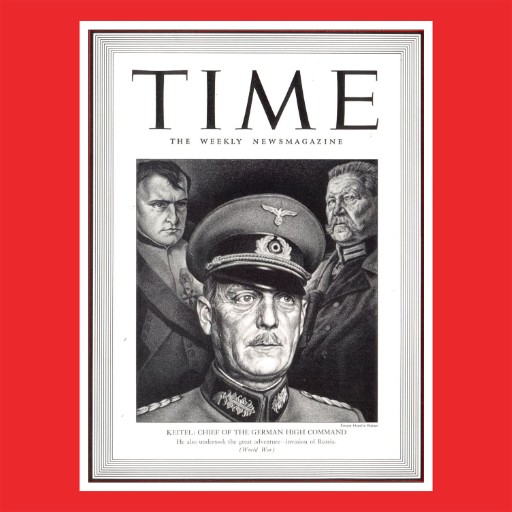 TIME
THE WEEKLY NEWSMAGAZINE
KEITEL: CHIEF OF THE GERMAN HIGH COMMAND
He also undertook the great adventure—invasion of Russia.
(World War)